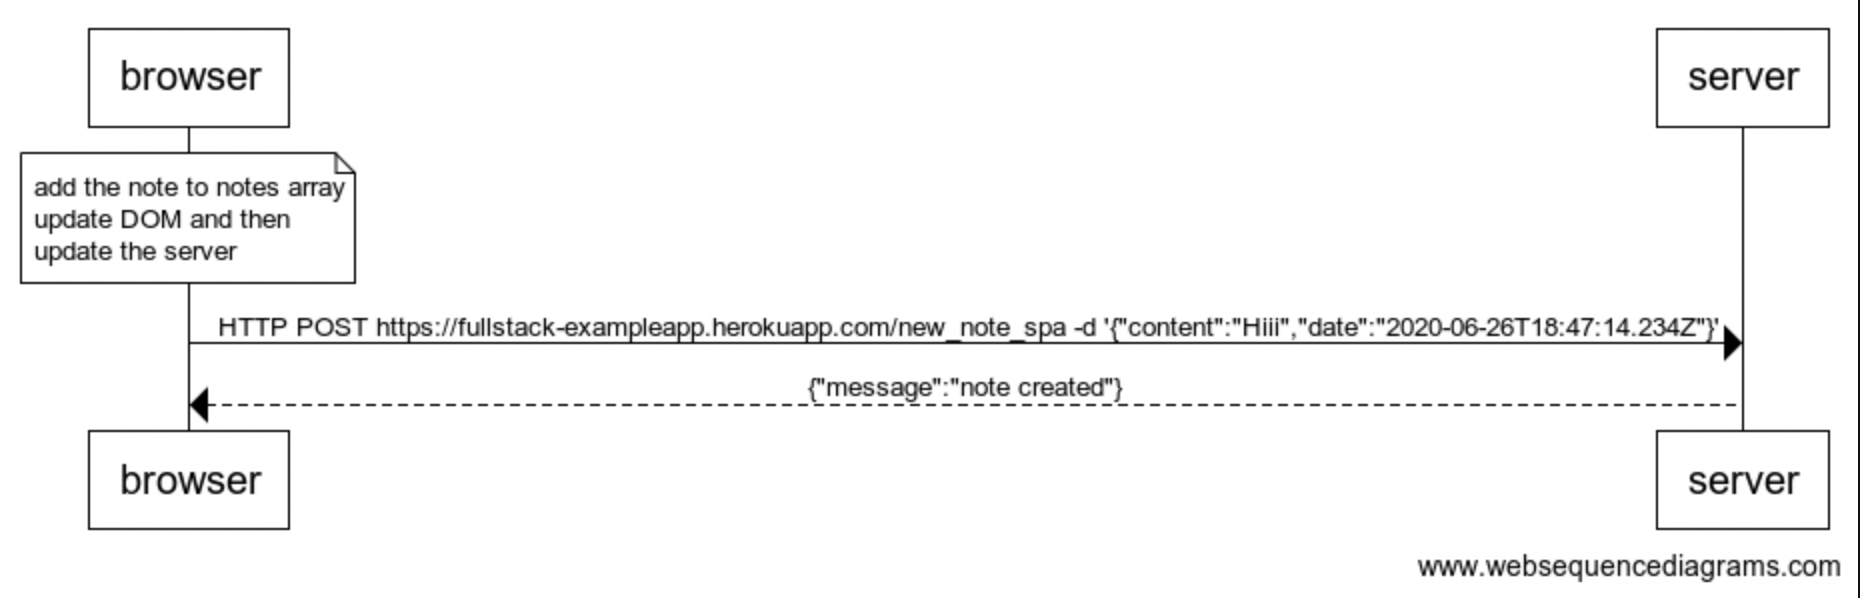 browser
server
add the note to notes array
update DOM and then
update the server
HTTP POST https://fullstack-exampleapp.herokuapp.com/new_note_spa -d '{"content":"Hiii","date":"2020-06-26T18:47:14.234Z"}'
{"message":"note created"}
browser
server
www.websequencediagrams.com